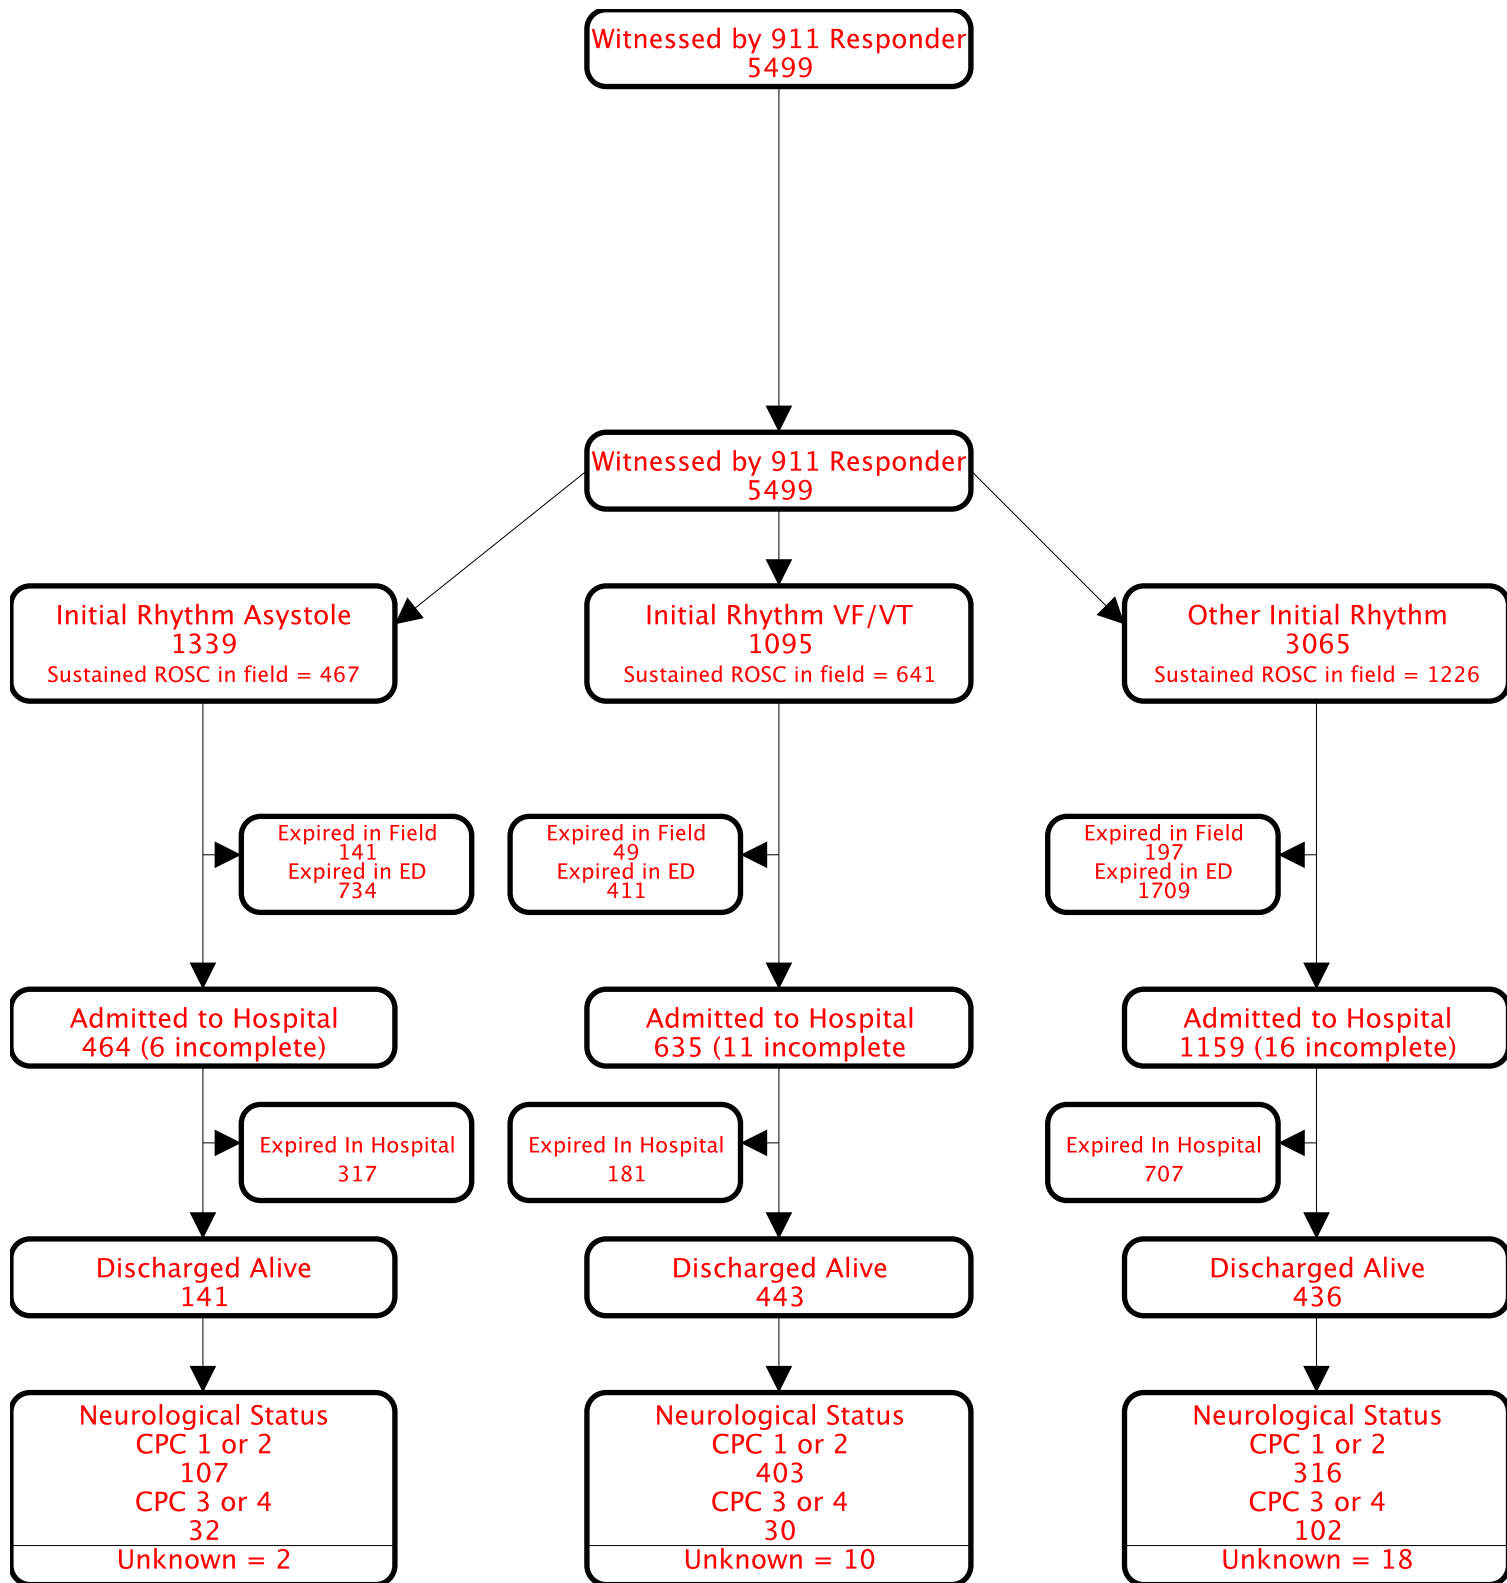 Witnessed by 911 Responder
5499
Witnessed by 911 Responder
5499
Initial Rhythm Asystole
1339
Sustained ROSC in field = 467
Initial Rhythm VF/VT
1095
Sustained ROSC in field = 641
Other Initial Rhythm
3065
Sustained ROSC in field = 1226
Expired in Field
141
Expired in ED
734
Expired in Field
49
Expired in ED
411
Expired in Field
197
Expired in ED
1709
Admitted to Hospital
464 (6 incomplete)
Admitted to Hospital
635 (11 incomplete
Admitted to Hospital
1159 (16 incomplete)
Expired In Hospital
317
Expired In Hospital
181
Expired In Hospital
707
Discharged Alive
141
Discharged Alive
443
Discharged Alive
436
Neurological Status
CPC 1 or 2
107
CPC 3 or 4
32
Unknown = 2
Neurological Status
CPC 1 or 2
403
CPC 3 or 4
30
Unknown = 10
Neurological Status
CPC 1 or 2
316
CPC 3 or 4
102
Unknown = 18